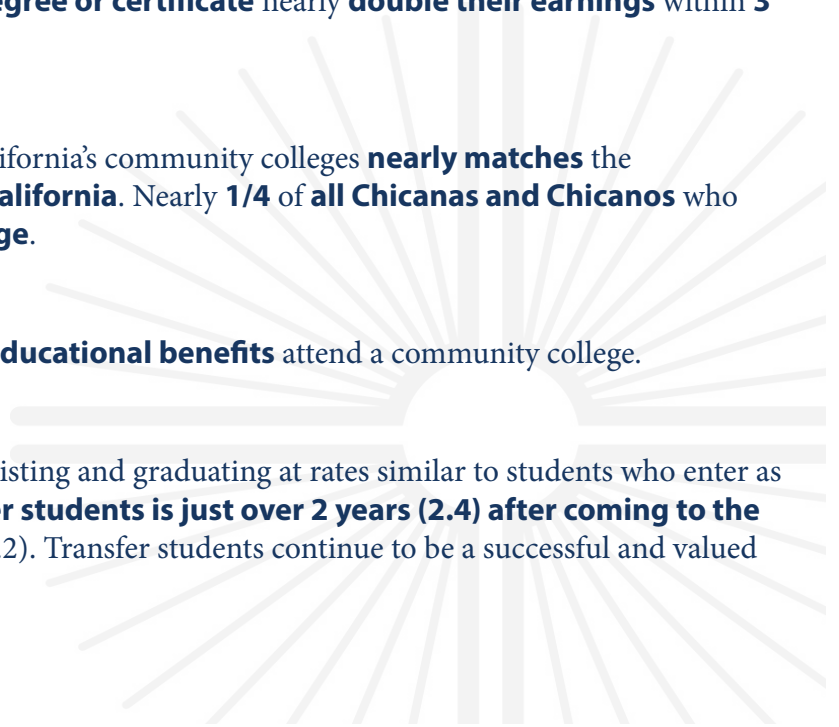 egree or certificate nearly double their earnings within 3
ifornia’s community colleges nearly matches the
alifornia. Nearly 1/4 of all Chicanas and Chicanos who
ge.
ducational benefits attend a community college.
isting and graduating at rates similar to students who enter as
r students is just over 2 years (2.4) after coming to the
2). Transfer students continue to be a successful and valued